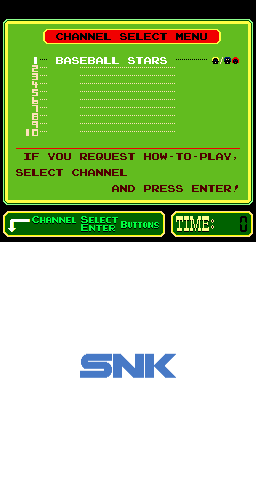 CHANNEL SELECT MENU
1 BASEBALL STARS
2
3
4
5
6
7
8
9
10
IF YOU REQUEST HOW-TO-PLAY,
SELECT CHANNEL
AND PRESS ENTER!
CHANNEL SELECT
ENTER BUTTONS
TIME: 0
SNK